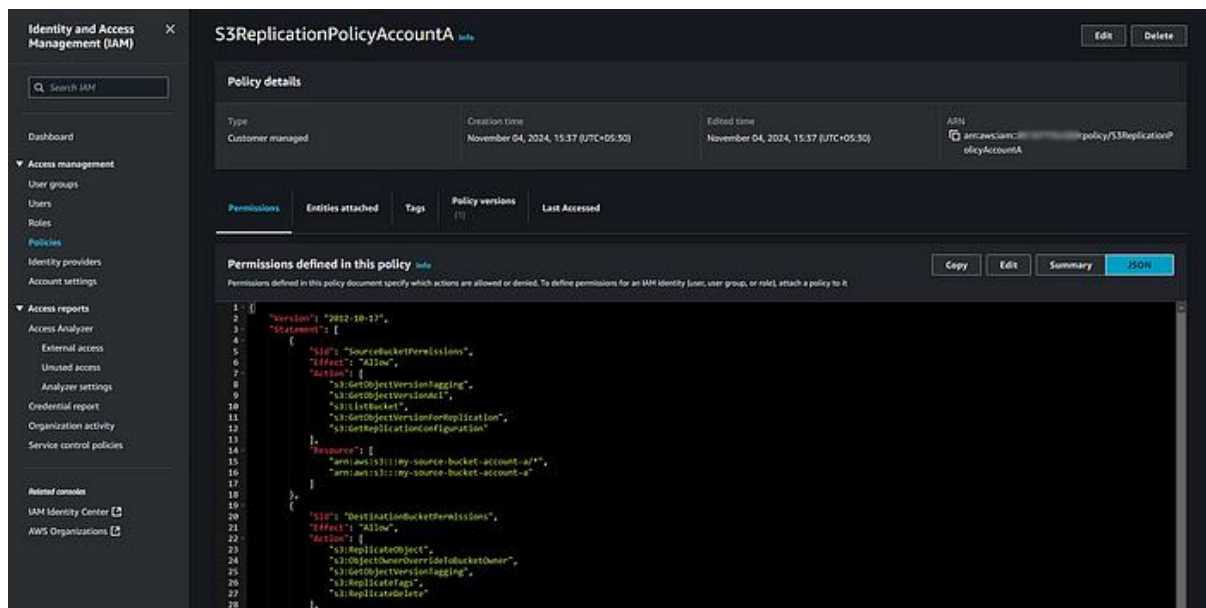 Identity and Access
Management (IAM)
Search IAM
Dashboard
Access management
User groups
Users
Roles
Policies
Identity providers
Account settings
Access reports
Access Analyzer
External access
Unused access
Analyzer settings
Credential report
Organization activity
Service control policies
Related consoles
IAM Identity Center
AWS Organizations
S3ReplicationPolicyAccountA Info
Edit Delete
Policy details
Type
Customer managed
Creation time
November 04, 2024, 15:37 (UTC+05:30)
Edited time
November 04, 2024, 15:37 (UTC+05:30)
ARN
arn:aws:iam:: :policy/S3ReplicationP
olicyAccountA
Permissions Entities attached Tags Policy versions (1) Last Accessed
Permissions defined in this policy Info
Copy Edit Summary JSON
Permissions defined in this policy document specify which actions are allowed or denied. To define permissions for an IAM identity (user, user group, or role), attach a policy to it
1 {
2 "Version": "2012-10-17",
3 "Statement": [
4 {
5 "Sid": "SourceBucketPermissions",
6 "Effect": "Allow",
7 "Action": [
8 "s3:GetObjectVersionTagging",
9 "s3:GetObjectVersionAcl",
10 "s3:ListBucket",
11 "s3:GetObjectVersionForReplication",
12 "s3:GetReplicationConfiguration"
13 ],
14 "Resource": [
15 "arn:aws:s3:::my-source-bucket-account-a/*",
16 "arn:aws:s3:::my-source-bucket-account-a"
17 ]
18 },
19 {
20 "Sid": "DestinationBucketPermissions",
21 "Effect": "Allow",
22 "Action": [
23 "s3:ReplicateObject",
24 "s3:ObjectOwnerOverrideToBucketOwner",
25 "s3:GetObjectVersionTagging",
26 "s3:ReplicateTags",
27 "s3:ReplicateDelete"
28 ],